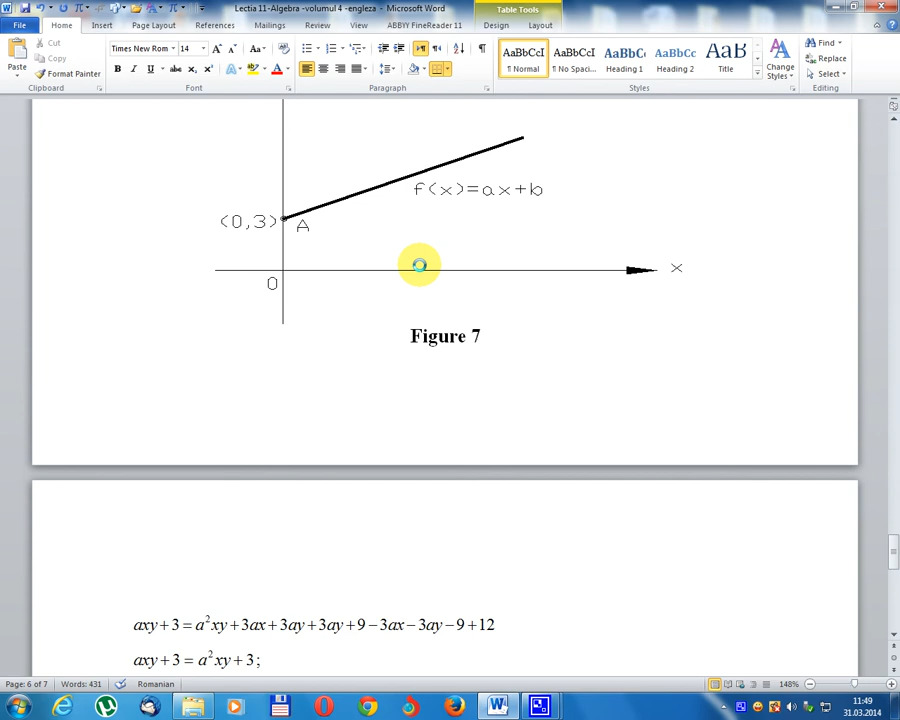 Lectia 11-Algebra -volumul 4 -engleza - Microsoft Word
Table Tools
File Home Insert Page Layout References Mailings Review View ABBYY FineReader 11 Design Layout
Cut
Copy
Format Painter
Paste
Clipboard
Times New Rom 14
Font
Paragraph
AaBbCcI AaBbCcI AaBbC AaBbCc AaB
¶ Normal ¶ No Spaci... Heading 1 Heading 2 Title
Change Styles
Styles
Find
Replace
Select
Editing
f(x)=ax+b
(0,3)
A
x
0
Figure 7
axy+3=a²xy+3ax+3ay+3ay+9−3ax−3ay−9+12
axy+3=a²xy+3;
Page: 6 of 7 Words: 431 Romanian 148%
11:49
31.03.2014